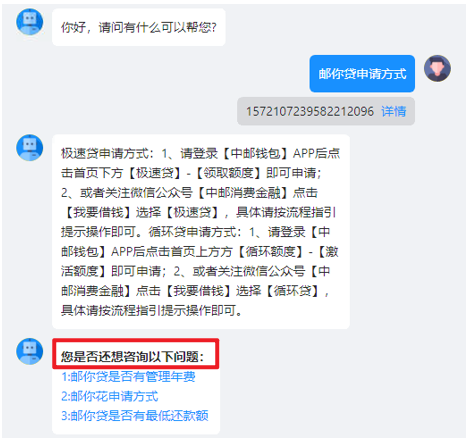 你好，请问有什么可以帮您?
邮你贷申请方式
1572107239582212096 详情
极速贷申请方式：1、请登录【中邮钱包】APP后点
击首页下方【极速贷】-【领取额度】即可申请；
2、或者关注微信公众号【中邮消费金融】点击
【我要借钱】选择【极速贷】，具体请按流程指引
提示操作即可。循环贷申请方式：1、请登录【中
邮钱包】APP后点击首页上方方【循环额度】-【激
活额度】即可申请；2、或者关注微信公众号【中
邮消费金融】点击【我要借钱】选择【循环贷】，
具体请按流程指引提示操作即可。
您是否还想咨询以下问题：
1:邮你贷是否有管理年费
2:邮你花申请方式
3:邮你贷是否有最低还款额